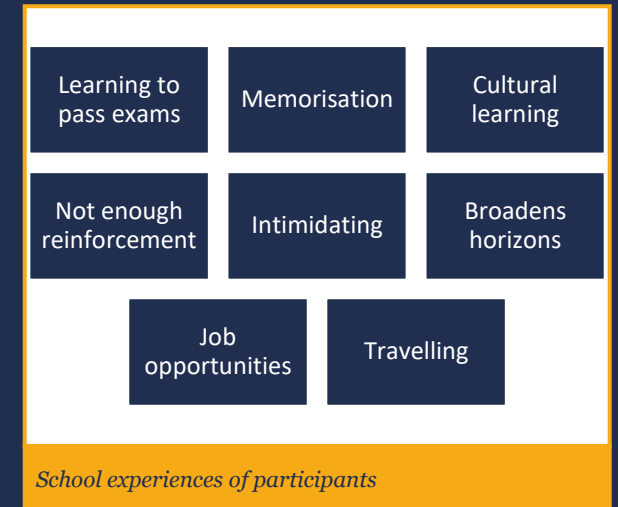 Learning to
pass exams
Memorisation
Cultural
learning
Not enough
reinforcement
Intimidating
Broadens
horizons
Job
opportunities
Travelling
School experiences of participants